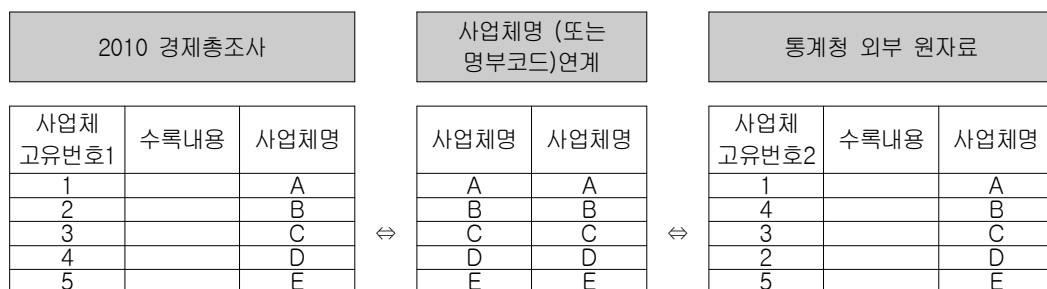 2010 경제총조사
사업체명 (또는
명부코드)연계
통계청 외부 원자료
사업체
고유번호1 수록내용 사업체명
사업체명 사업체명
사업체
고유번호2 수록내용 사업체명
1 A A A 1 A
2 B B B 4 B
3 C ⇔ C C ⇔ 3 C
4 D D D 2 D
5 E E E 5 E